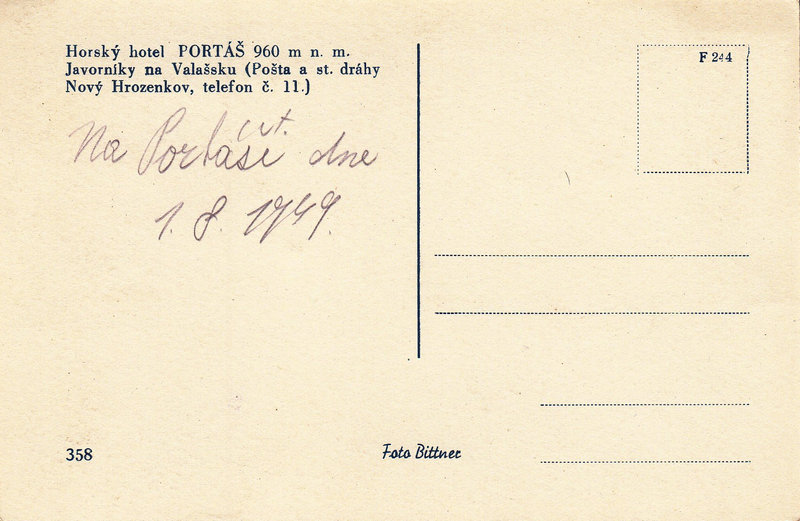 Horský hotel PORTÁŠ 960 m n. m.
Javorníky na Valašsku (Pošta a st. dráhy
Nový Hrozenkov, telefon č. 11.)
F 244
Na Portáši dne
1. 8. 1949.
358
Foto Bittner